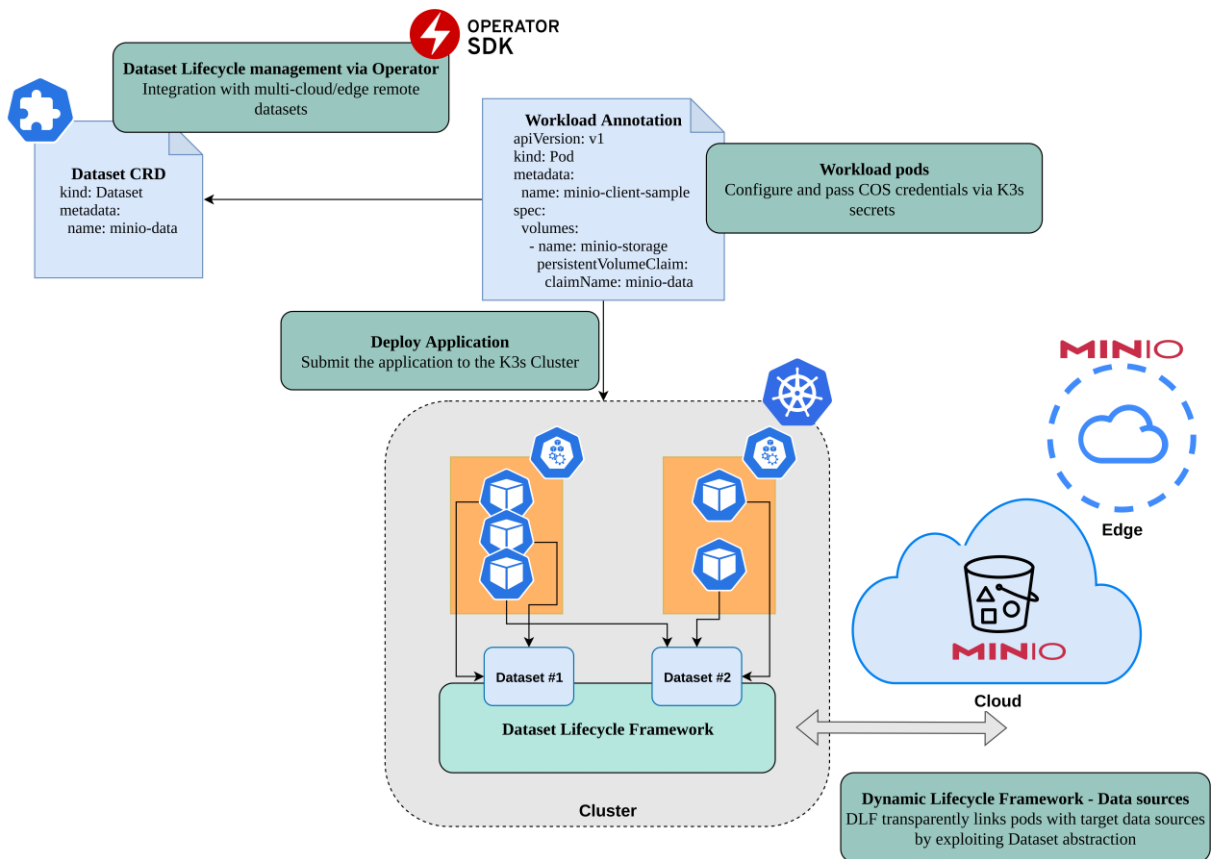 OPERATOR
SDK
Dataset Lifecycle management via Operator
Integration with multi-cloud/edge remote
datasets
Dataset CRD
kind: Dataset
metadata:
name: minio-data
Workload Annotation
apiVersion: v1
kind: Pod
metadata:
name: minio-client-sample
spec:
volumes:
- name: minio-storage
persistentVolumeClaim:
claimName: minio-data
Workload pods
Configure and pass COS credentials via K3s
secrets
Deploy Application
Submit the application to the K3s Cluster
MINIO
Edge
MINIO
Cloud
Dataset #1
Dataset #2
Dataset Lifecycle Framework
Cluster
Dynamic Lifecycle Framework - Data sources
DLF transparently links pods with target data sources
by exploiting Dataset abstraction